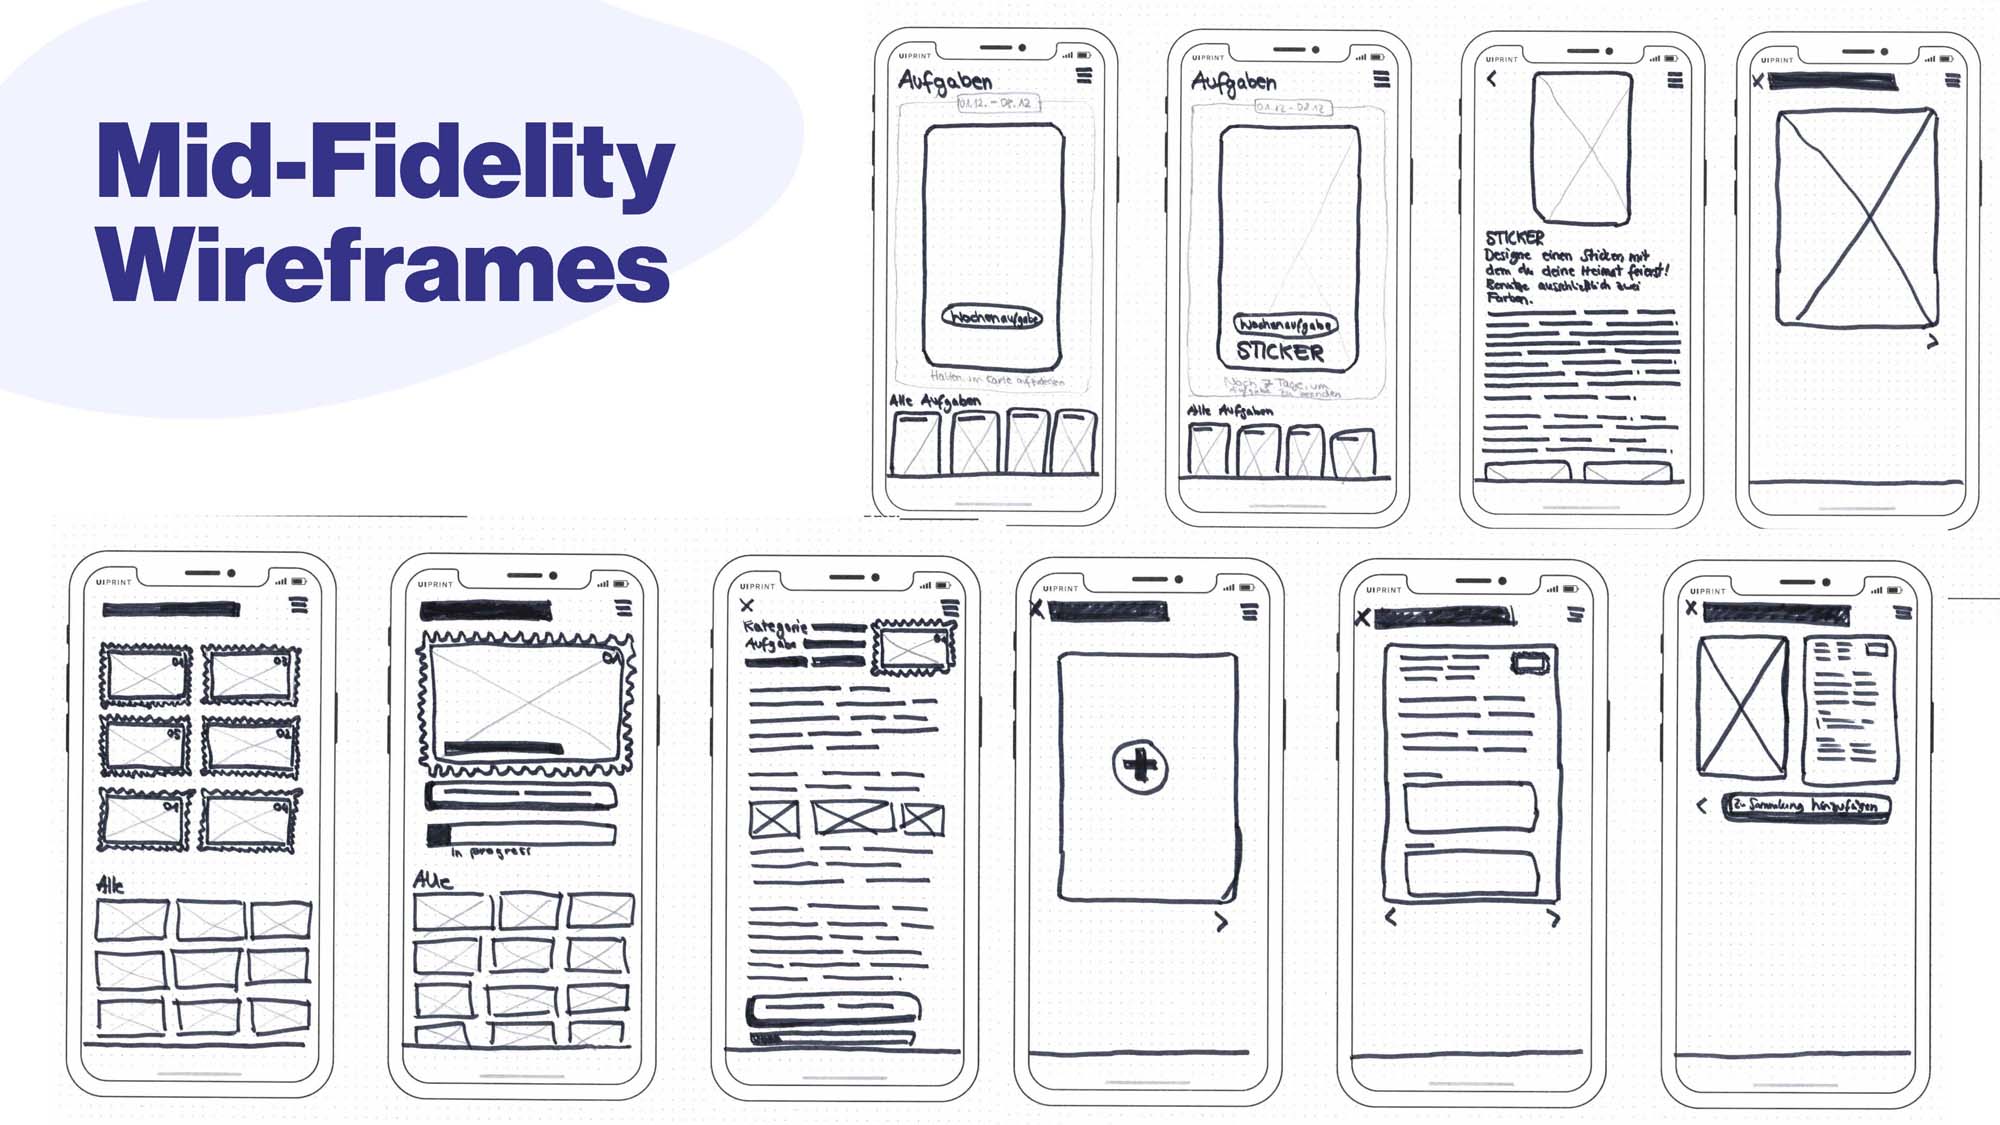 Mid-Fidelity
Wireframes
UIPRINT
Aufgaben
01.12. - 08.12
Wochenaufgabe
Halten, um Karte aufzudecken
Alle Aufgaben
UIPRINT
Aufgaben
01.12 - 08.12
Wochenaufgabe
STICKER
Noch 7 Tage, um
Aufgabe zu beenden
Alle Aufgaben
UIPRINT
STICKER
Designe einen Sticker mit
dem du deine Heimat feierst!
Benutze ausschließlich zwei
Farben.
UIPRINT
UIPRINT
04
03
05
02
01
04
Alle
UIPRINT
01
In progress
Alle
UIPRINT
Kategorie
Aufgabe
UIPRINT
UIPRINT
UIPRINT
Zu Sammlung hinzufügen